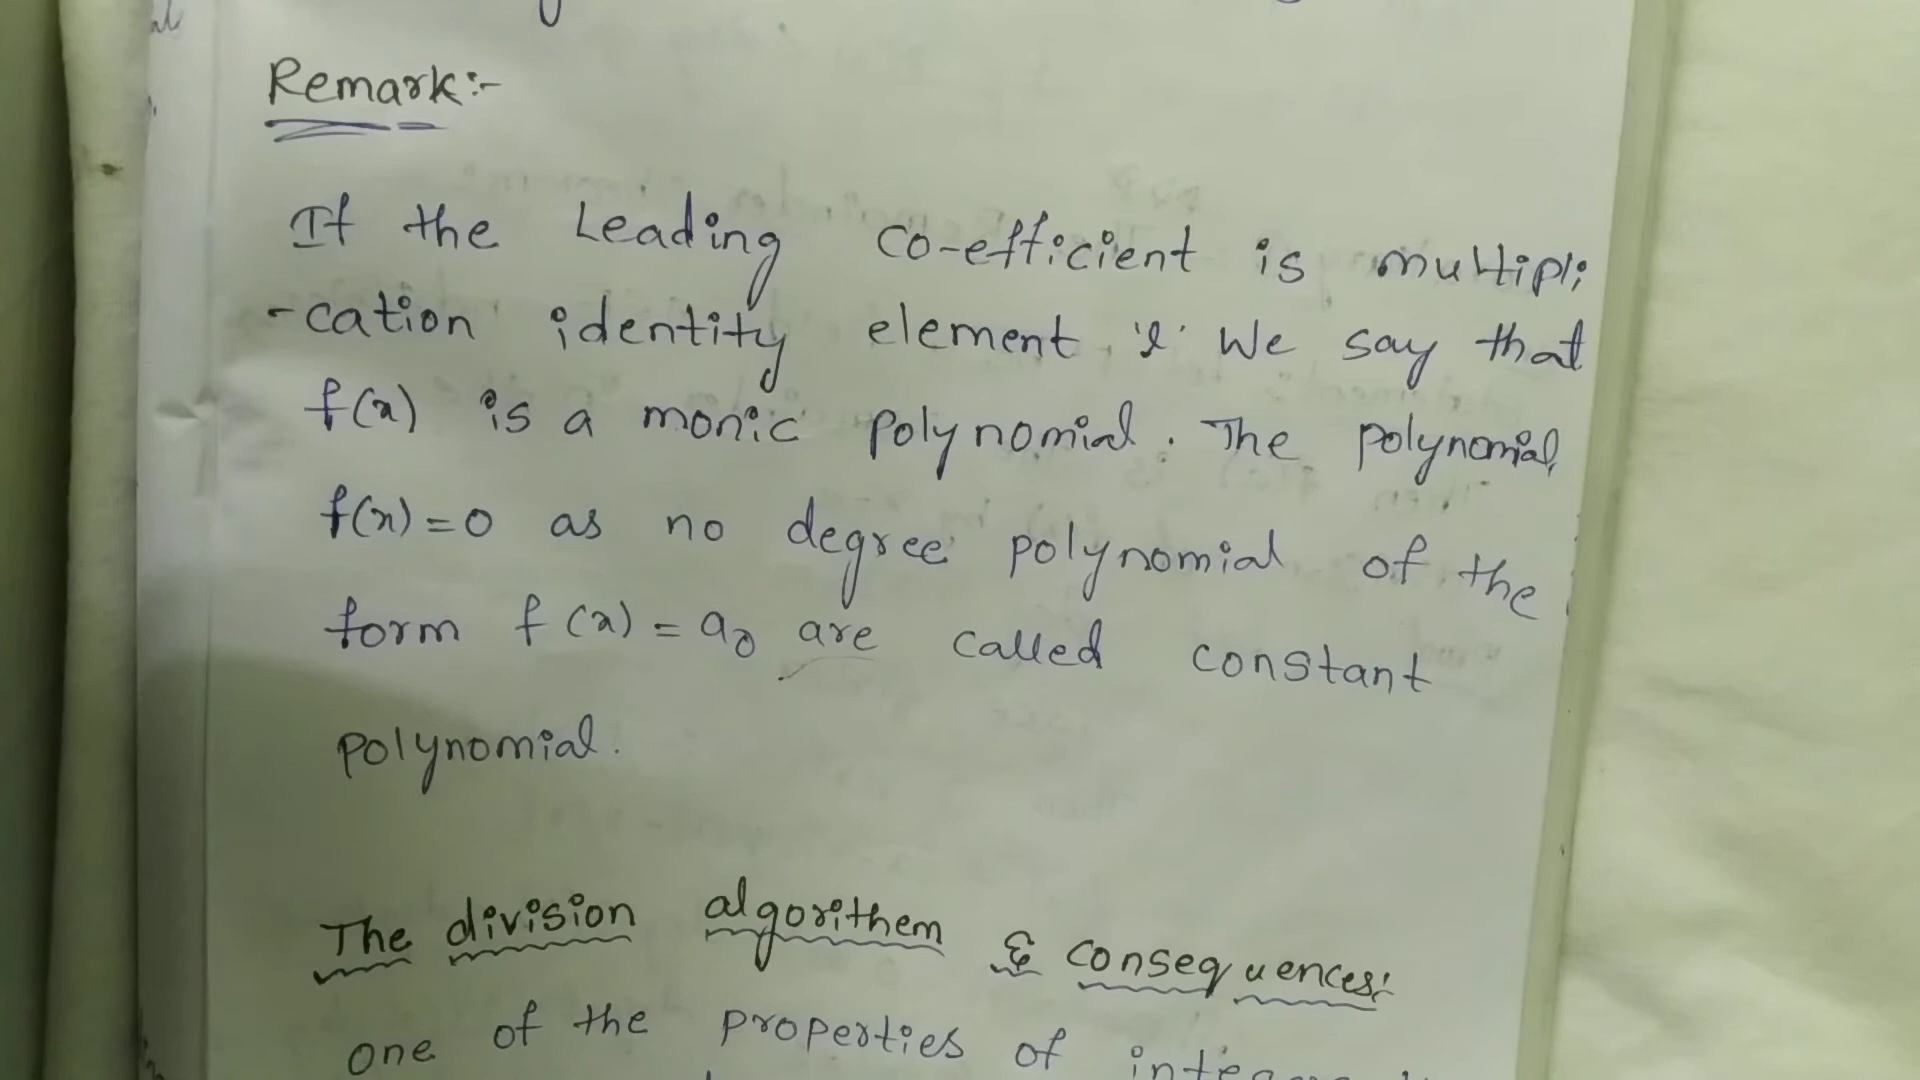 Remark:-
If the Leading co-efficient is multipli
-cation identity element '1' We say that
f(x) is a monic polynomial. The polynomial
f(x)=0 as no degree polynomial of the
form f(x) = a0 are called constant
polynomial.
The division algorithem & consequences:
one of the properties of